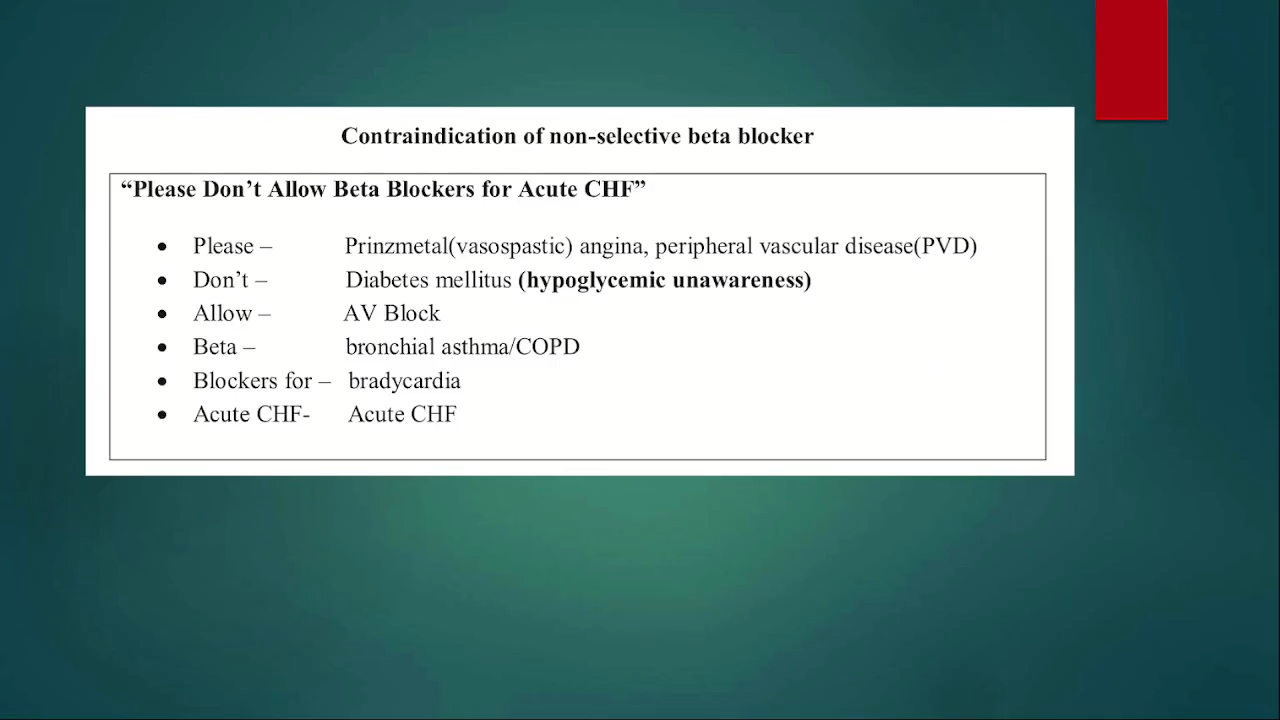 Contraindication of non-selective beta blocker
“Please Don’t Allow Beta Blockers for Acute CHF”
• Please – Prinzmetal(vasospastic) angina, peripheral vascular disease(PVD)
• Don’t – Diabetes mellitus (hypoglycemic unawareness)
• Allow – AV Block
• Beta – bronchial asthma/COPD
• Blockers for – bradycardia
• Acute CHF- Acute CHF